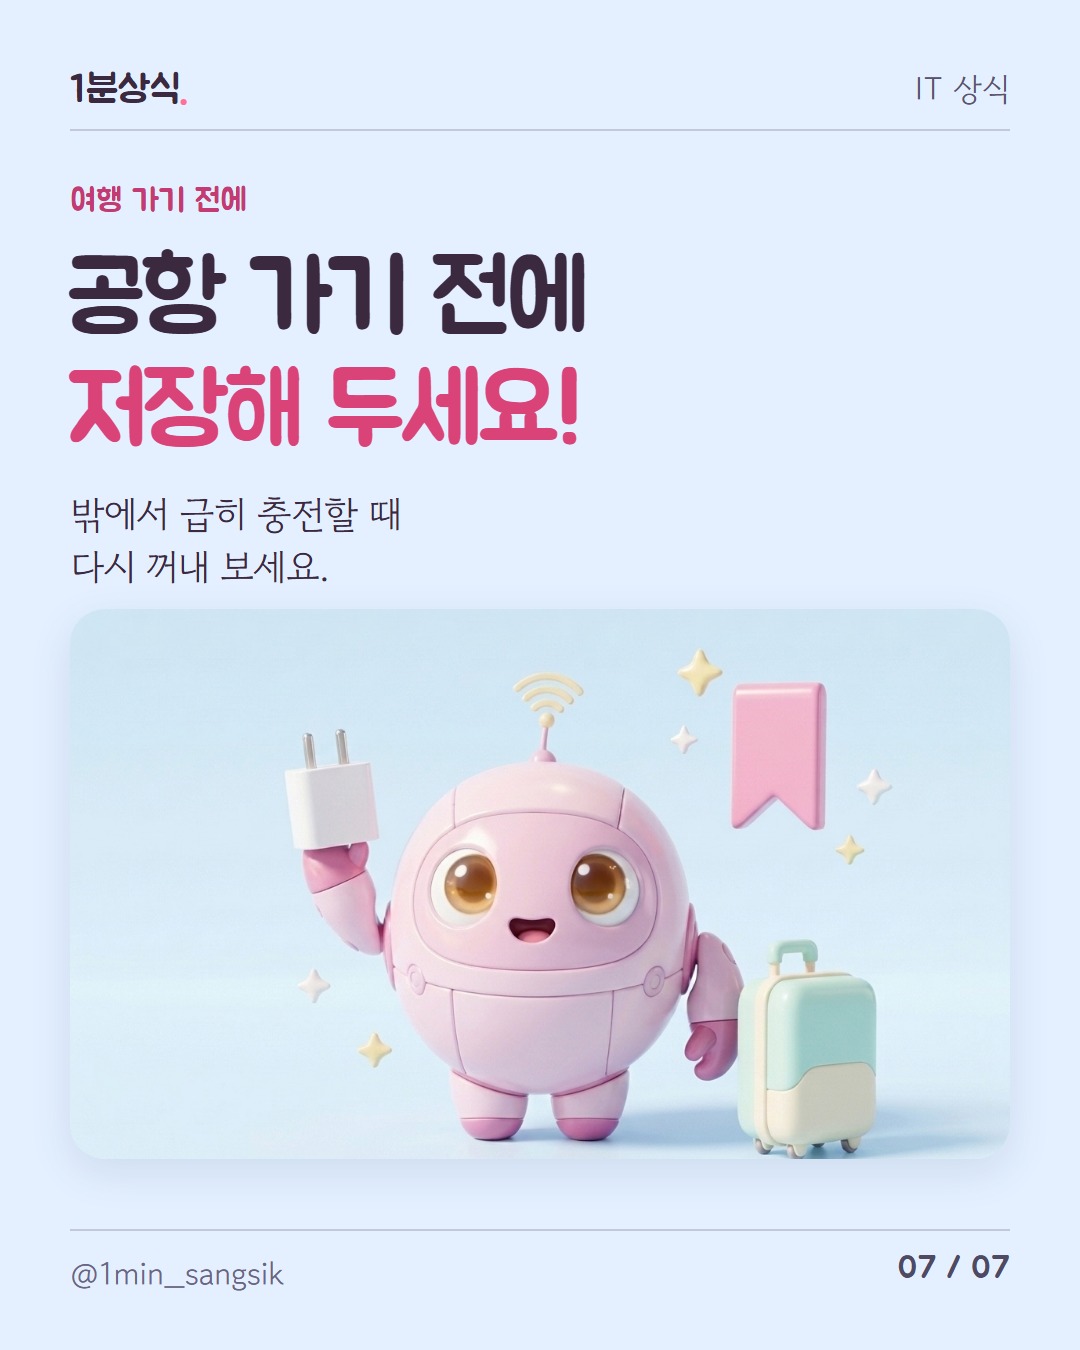 1분상식.
IT 상식
여행 가기 전에
공항 가기 전에
저장해 두세요!
밖에서 급히 충전할 때
다시 꺼내 보세요.
@1min_sangsik
07 / 07